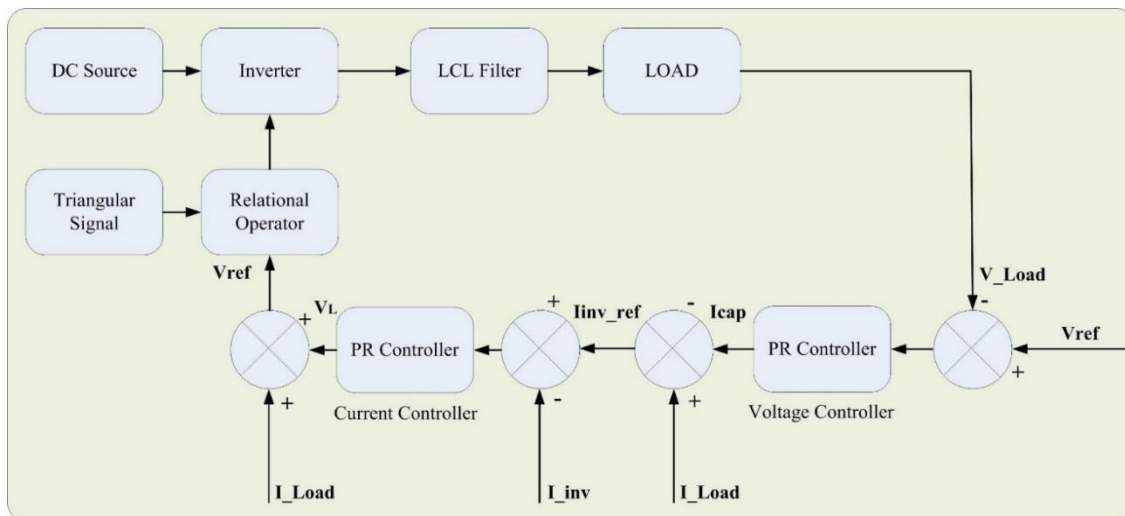 DC Source
Inverter
LCL Filter
LOAD
Triangular
Signal
Relational
Operator
Vref
V_Load
-
+
VL
+
PR Controller
Current Controller
+
Iinv_ref
-
-
Icap
+
PR Controller
Voltage Controller
Vref
+
I_Load
I_inv
I_Load